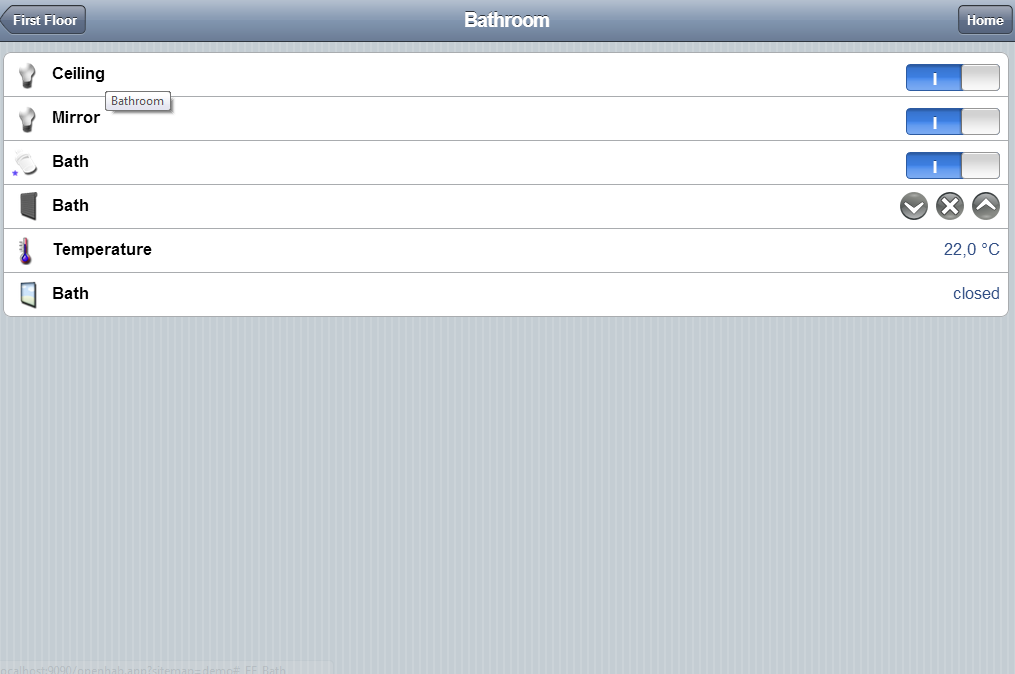 First Floor
Bathroom
Home
Ceiling
I
Bathroom
Mirror
I
Bath
I
Bath
Temperature
22,0 °C
Bath
closed
ocalhost:9090/openhab.app?sitemap=demo#_FF_Bath